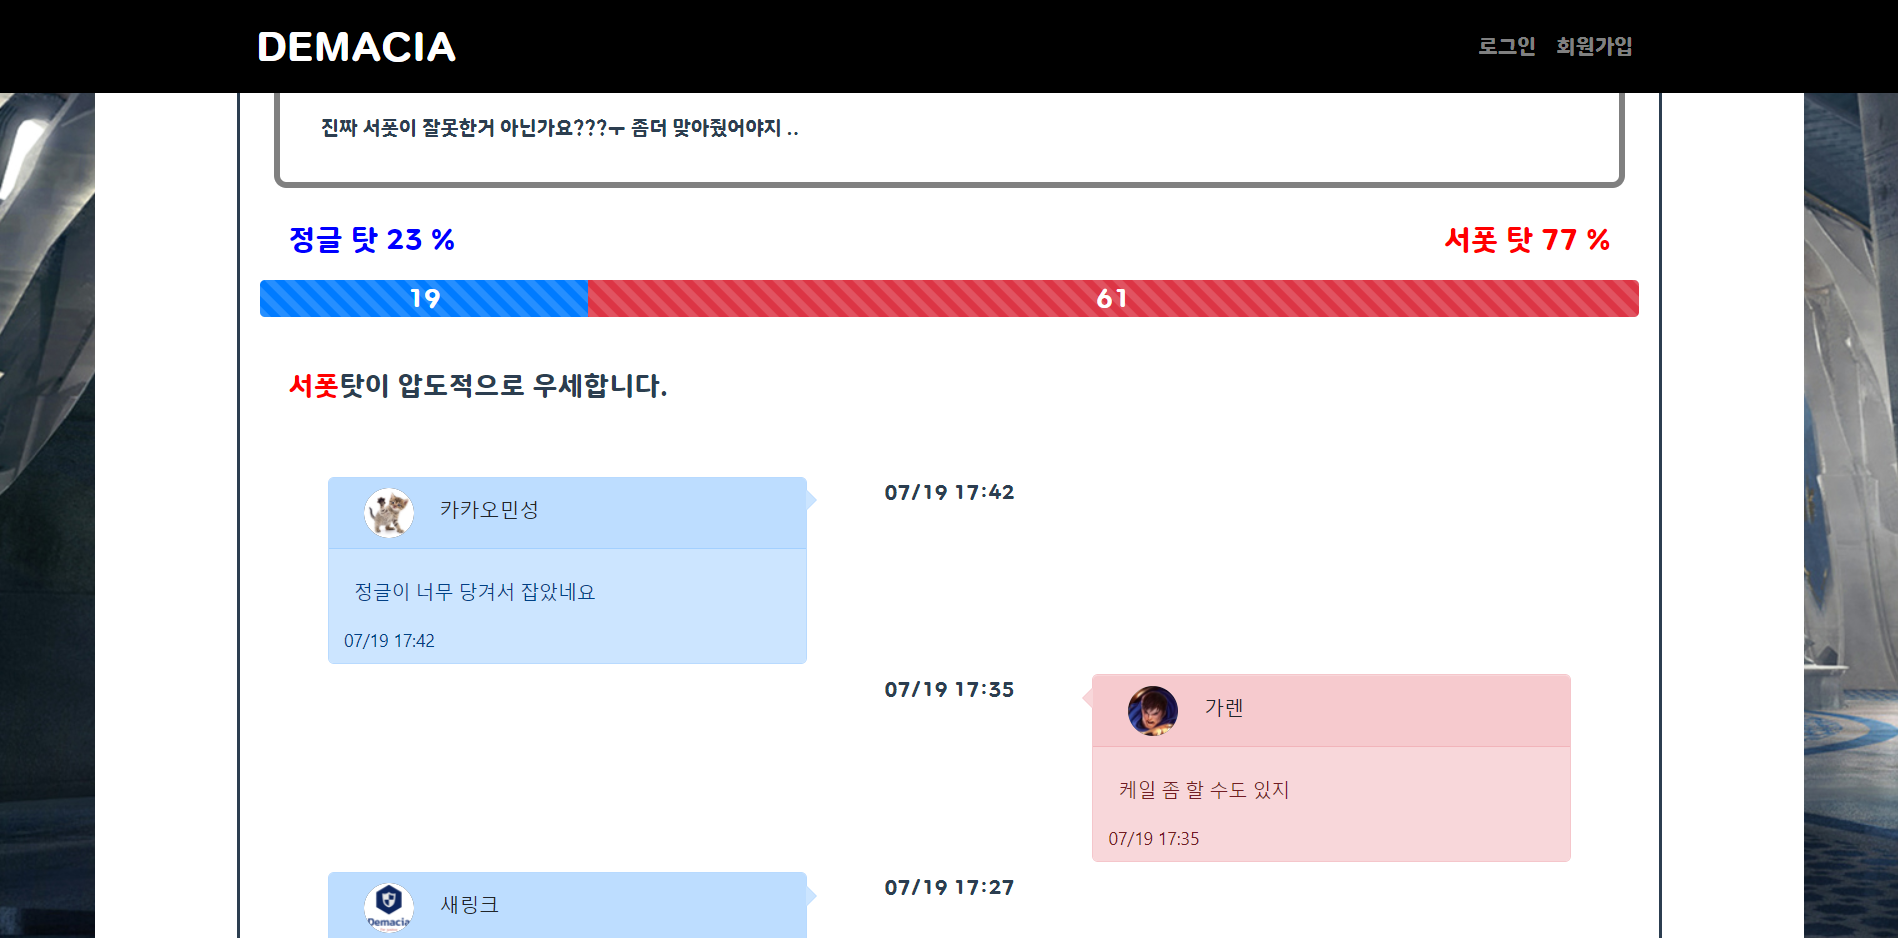 DEMACIA
로그인 회원가입
진짜 서폿이 잘못한거 아닌가요???ㅜ 좀더 맞아줬어야지 ..
정글 탓 23 %
서폿 탓 77 %
19
61
서폿탓이 압도적으로 우세합니다.
카카오민성
07/19 17:42
정글이 너무 당겨서 잡았네요
07/19 17:42
07/19 17:35
가렌
케일 좀 할 수도 있지
07/19 17:35
새링크
07/19 17:27
Demacia